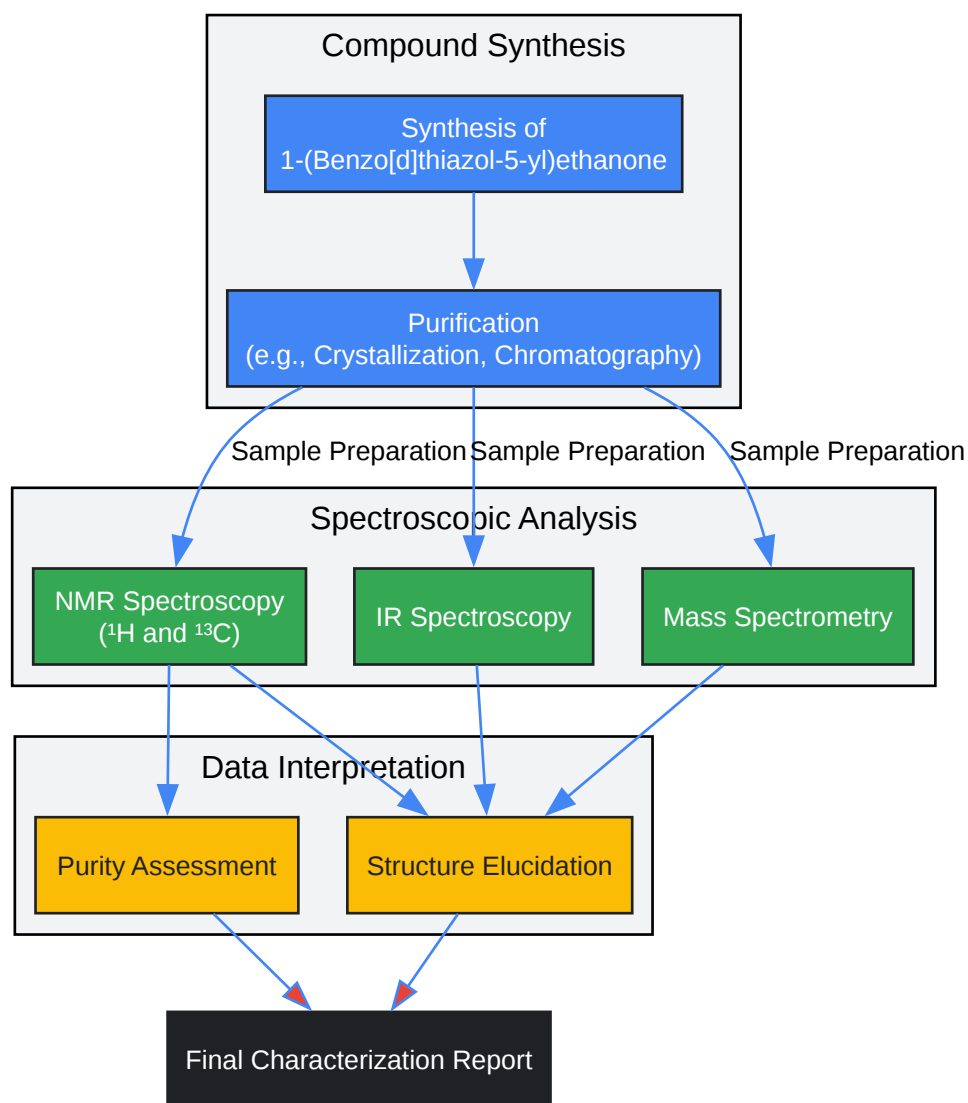 Compound Synthesis
Synthesis of
1-(Benzo[d]thiazol-5-yl)ethanone
Purification
(e.g., Crystallization, Chromatography)
Sample Preparation
Sample Preparation
Sample Preparation
Spectroscopic Analysis
NMR Spectroscopy
(¹H and ¹³C)
IR Spectroscopy
Mass Spectrometry
Data Interpretation
Purity Assessment
Structure Elucidation
Final Characterization Report